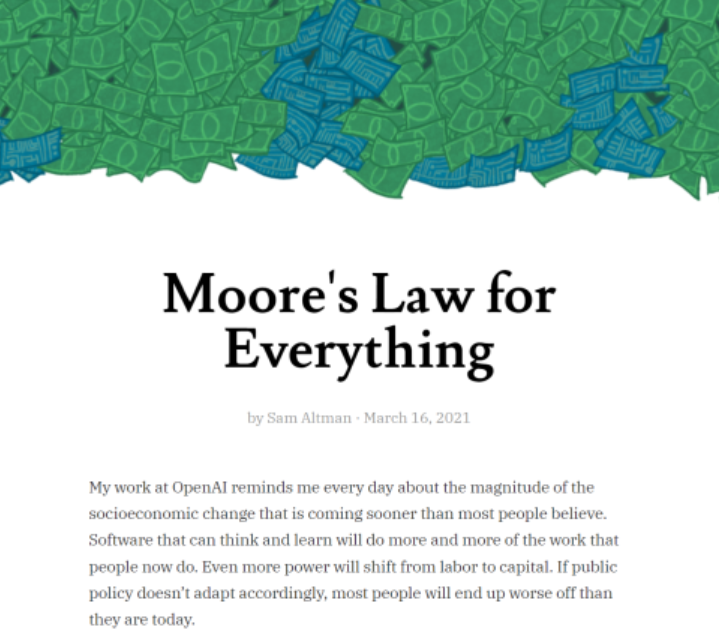 Moore's Law for
Everything
by Sam Altman · March 16, 2021
My work at OpenAI reminds me every day about the magnitude of the
socioeconomic change that is coming sooner than most people believe.
Software that can think and learn will do more and more of the work that
people now do. Even more power will shift from labor to capital. If public
policy doesn’t adapt accordingly, most people will end up worse off than
they are today.